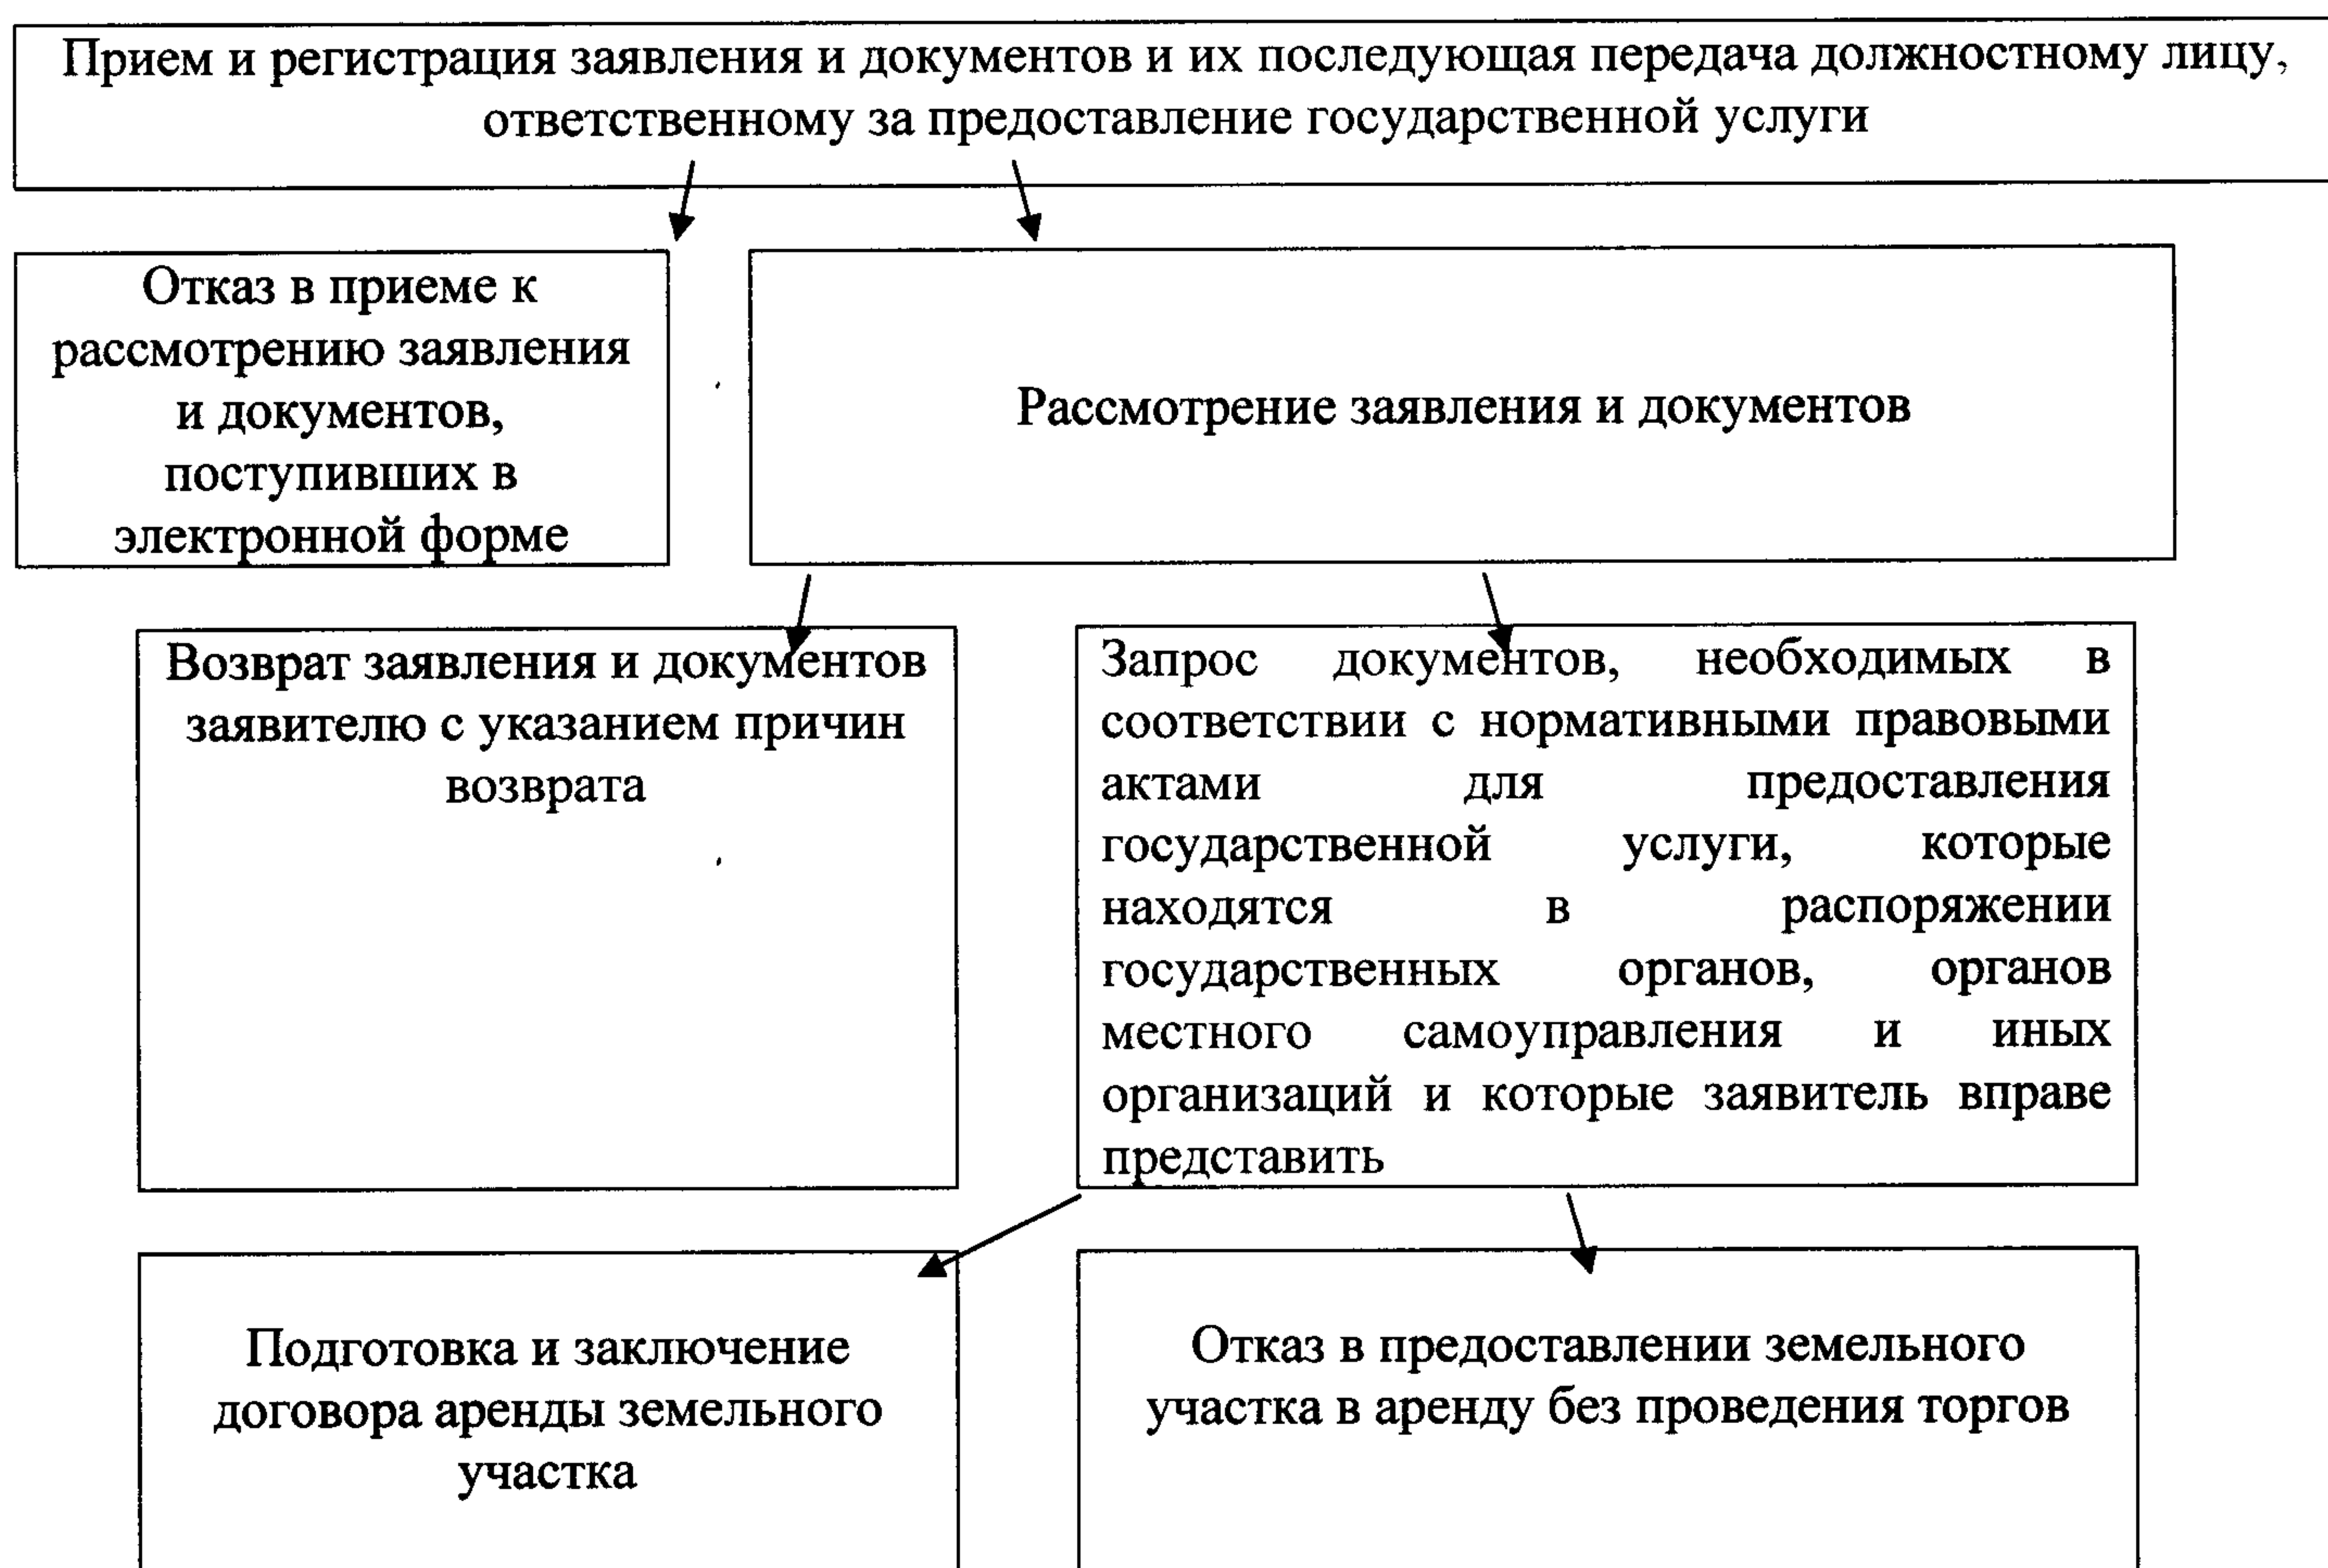 Прием и регистрация заявления и документов и их последующая передача должностному лицу,
ответственному за предоставление государственной услуги
Отказ в приеме к
рассмотрению заявления
и документов,
поступивших в
электронной форме
Рассмотрение заявления и документов
Возврат заявления и документов
заявителю с указанием причин
возврата
Запрос документов, необходимых в
соответствии с нормативными правовыми
актами для предоставления
государственной услуги, которые
находятся в распоряжении
государственных органов, органов
местного самоуправления и иных
организаций и которые заявитель вправе
представить
Подготовка и заключение
договора аренды земельного
участка
Отказ в предоставлении земельного
участка в аренду без проведения торгов